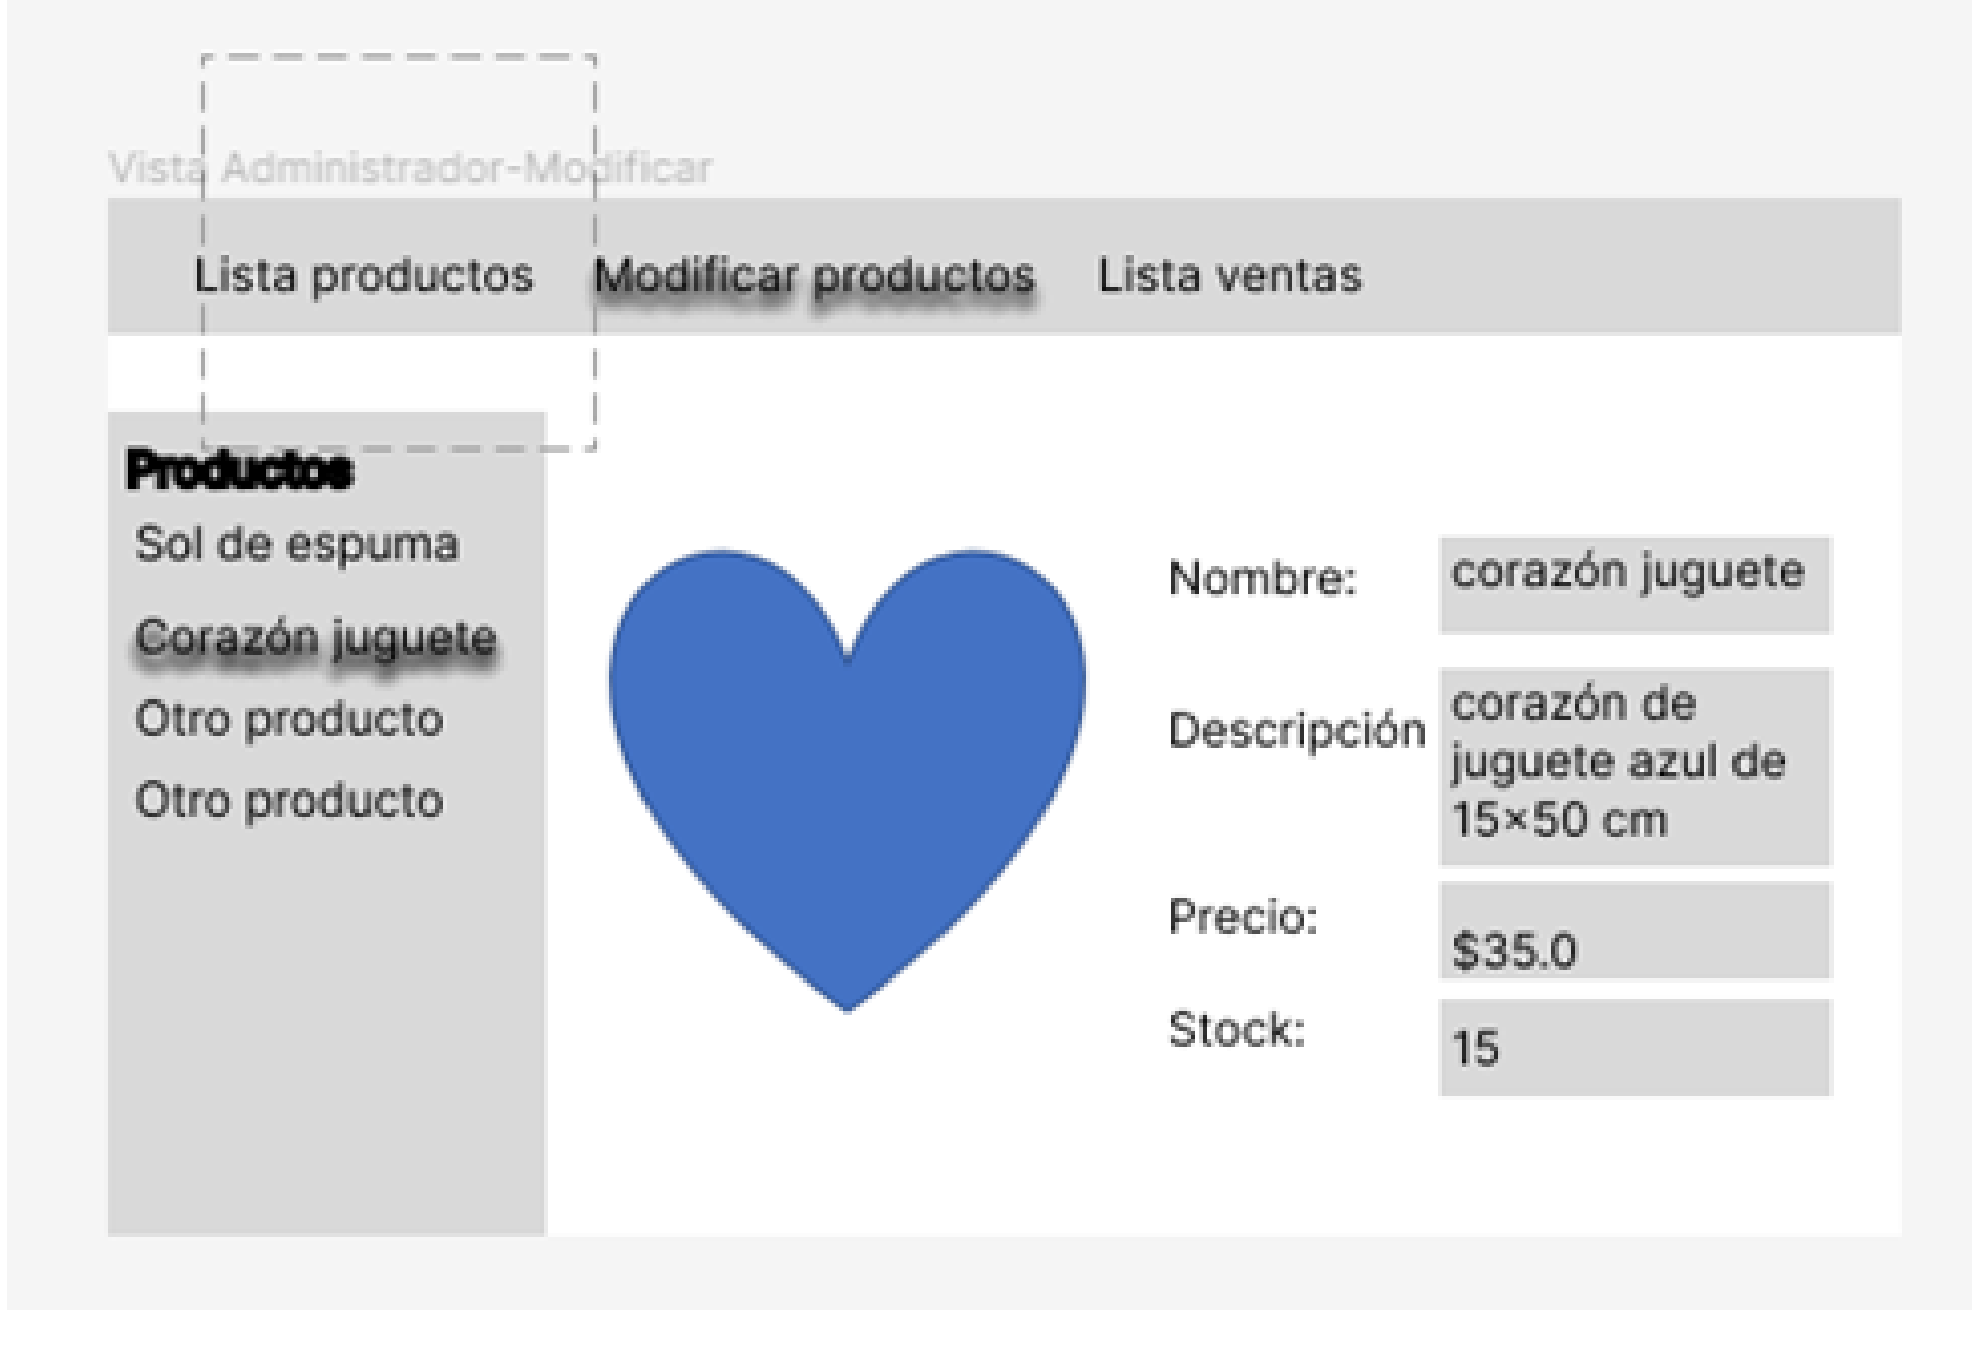 Vista Administrador-Modificar
Lista productos Modificar productos Lista ventas
Productos
Sol de espuma
Corazón juguete
Otro producto
Otro producto
Nombre: corazón juguete
Descripción corazón de
juguete azul de
15×50 cm
Precio: $35.0
Stock: 15